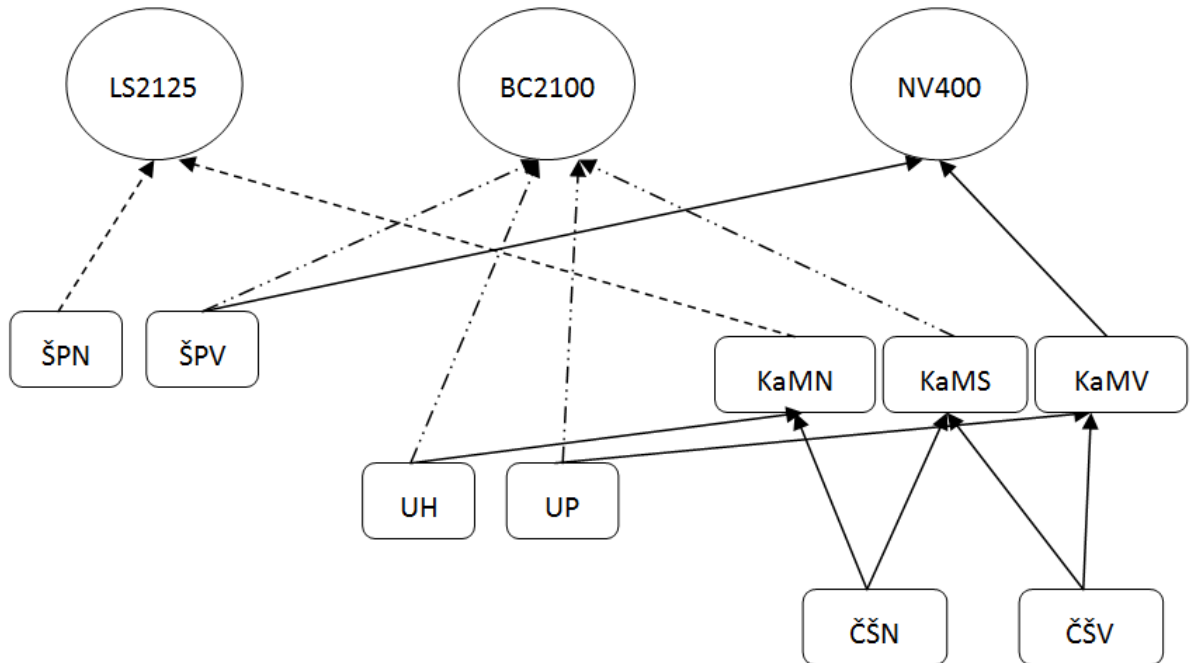 LS2125
BC2100
NV400
ŠPN
ŠPV
KaMN
KaMS
KaMV
UH
UP
ČŠN
ČŠV